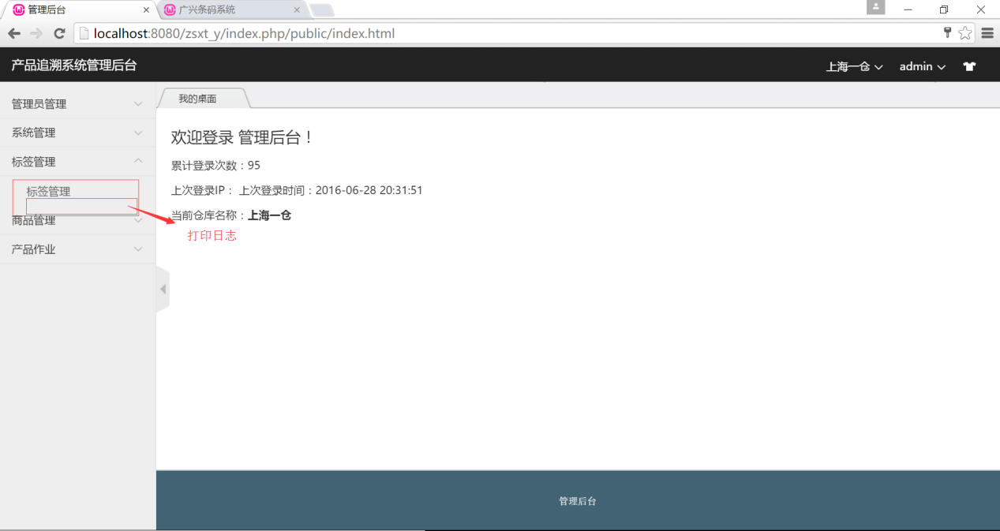 管理后台
广兴条码系统
localhost:8080/zsxt_y/index.php/public/index.html
产品追溯系统管理后台
上海一仓
admin
管理员管理
系统管理
标签管理
标签管理
商品管理
产品作业
我的桌面
欢迎登录 管理后台！
累计登录次数：95
上次登录IP： 上次登录时间：2016-06-28 20:31:51
当前仓库名称：上海一仓
打印日志
管理后台